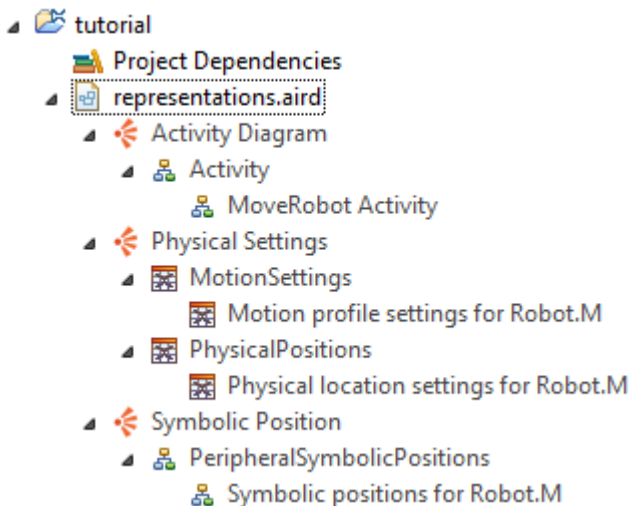 tutorial
Project Dependencies
representations.aird
Activity Diagram
Activity
MoveRobot Activity
Physical Settings
MotionSettings
Motion profile settings for Robot.M
PhysicalPositions
Physical location settings for Robot.M
Symbolic Position
PeripheralSymbolicPositions
Symbolic positions for Robot.M